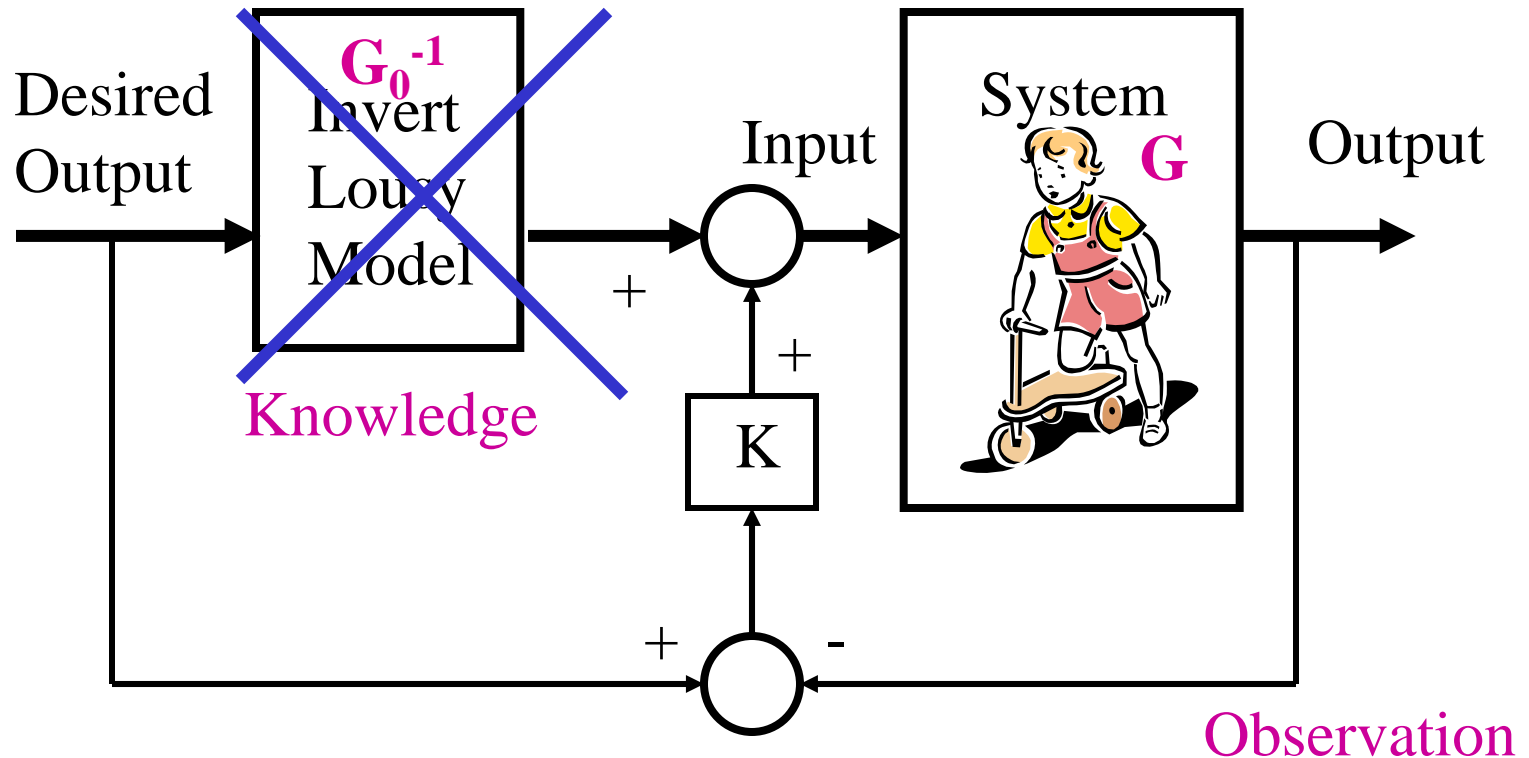 Desired
Output
G₀⁻¹
Invert
Lousy
Model
Knowledge
+
Input
+
K
System
G
Output
+
-
Observation